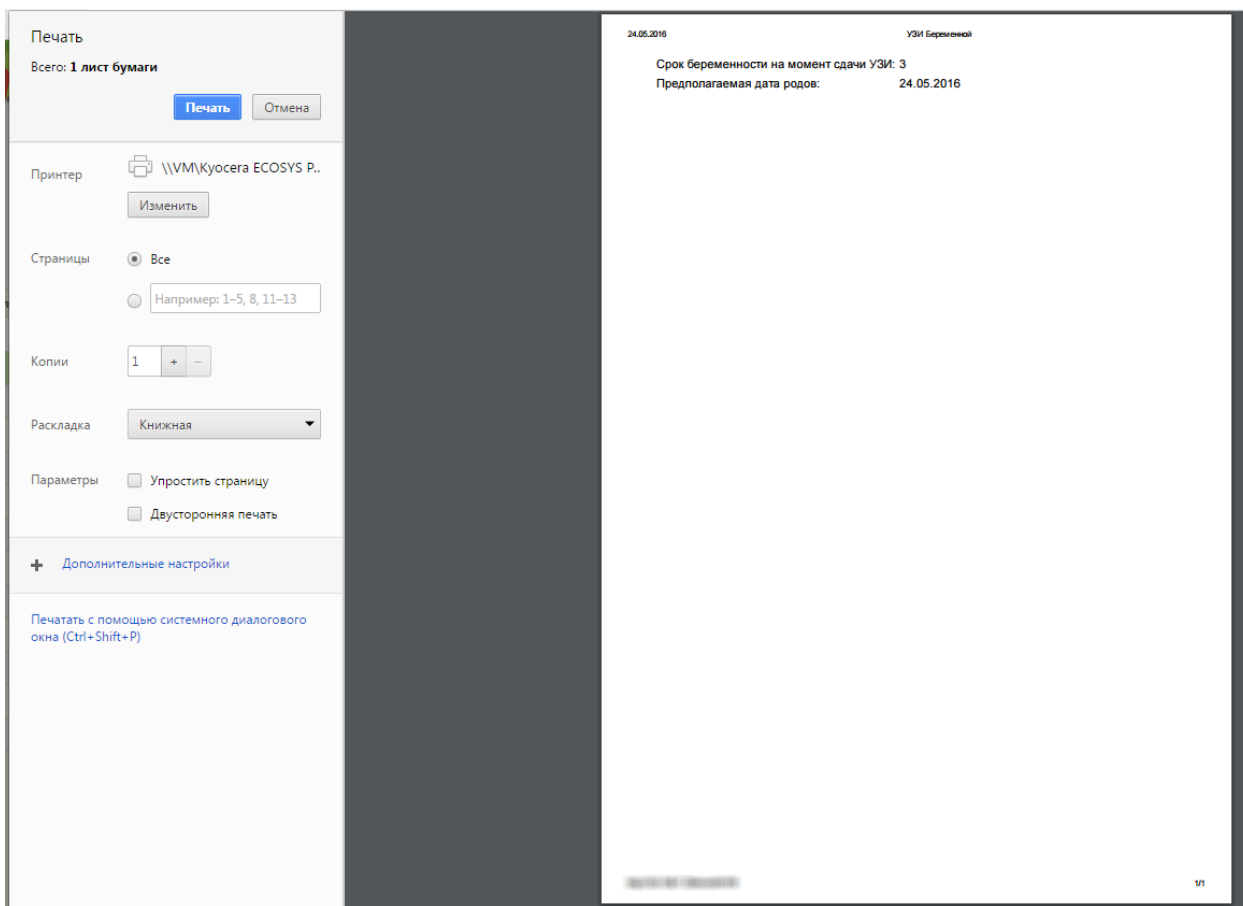 Печать
Всего: 1 лист бумаги
Печать Отмена
Принтер \\VM\Kyocera ECOSYS P..
Изменить
Страницы Все
Например: 1–5, 8, 11–13
Копии 1 + −
Раскладка Книжная
Параметры Упростить страницу
Двусторонняя печать
+ Дополнительные настройки
Печатать с помощью системного диалогового
окна (Ctrl+Shift+P)
24.05.2016 УЗИ Беременной
Срок беременности на момент сдачи УЗИ: 3
Предполагаемая дата родов: 24.05.2016
1/1